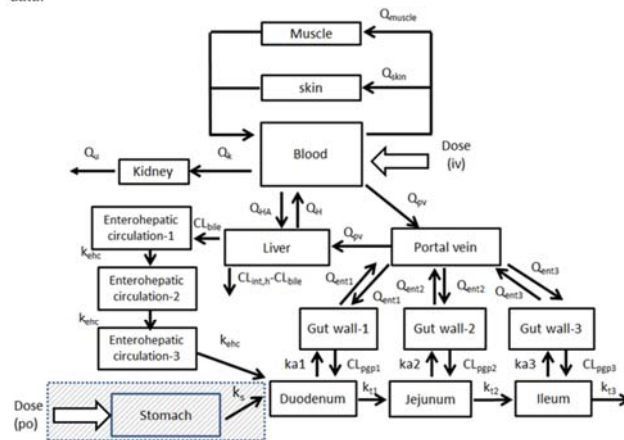 data.
Muscle
Qmuscle
skin
Qskin
Blood
Dose
(iv)
Qu
Kidney
Qk
QHA
QH
Qpv
Enterohepatic
circulation-1
CLbile
Liver
Qpv
Portal vein
kehc
CLint,h-CLbile
Enterohepatic
circulation-2
Qent1
Qent1
Qent2
Qent2
Qent3
Qent3
kehc
Gut wall-1
Gut wall-2
Gut wall-3
Enterohepatic
circulation-3
kehc
ka1
CLpgp1
ka2
CLpgp2
ka3
CLpgp3
Dose
(po)
Stomach
ks
Duodenum
kt1
Jejunum
kt2
Ileum
kt3